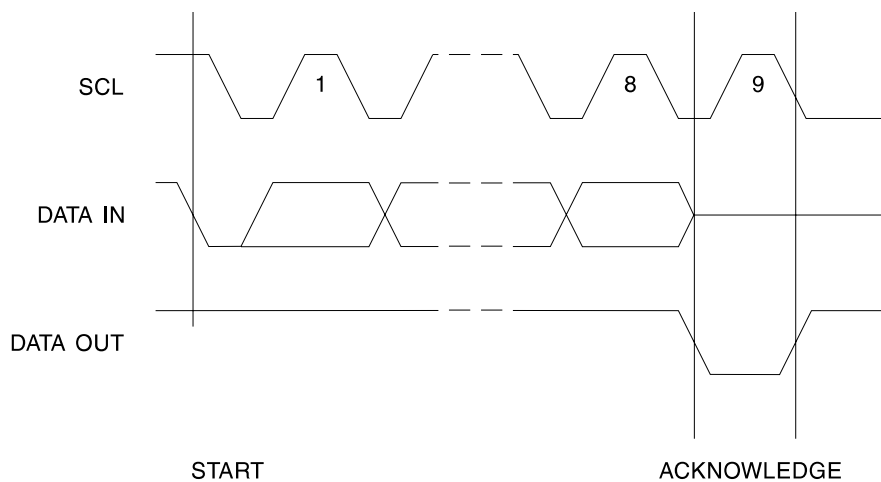 SCL
1
8
9
DATA IN
DATA OUT
START
ACKNOWLEDGE